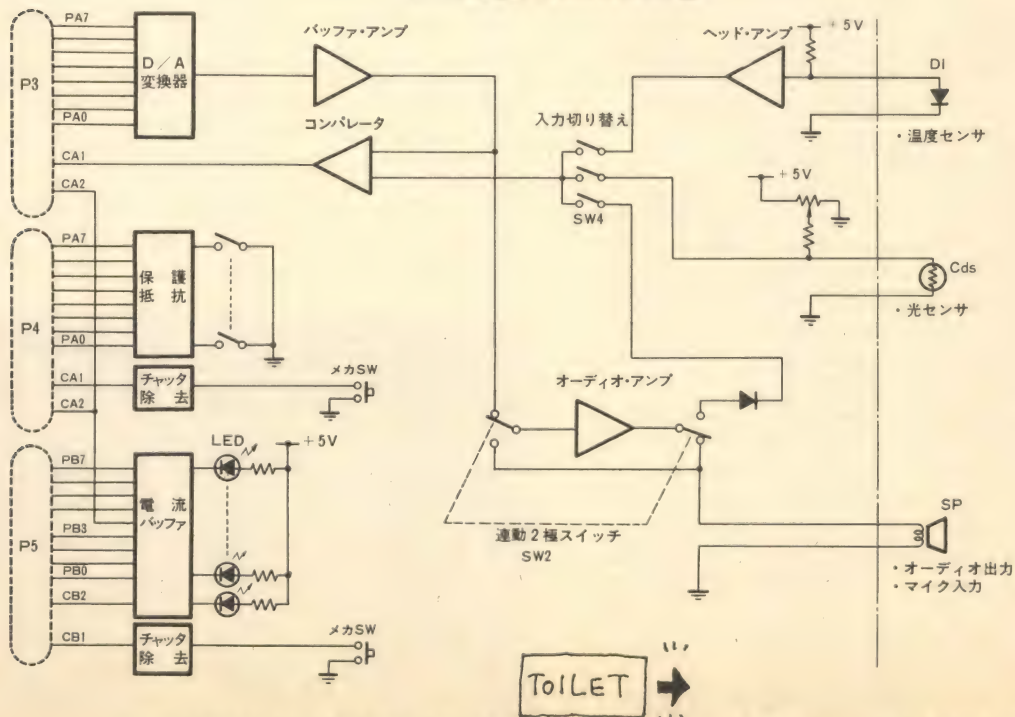 PA7
P3
PA0
CA1
CA2
D/A
変換器
バッファ・アンプ
コンパレータ
ヘッド・アンプ
+5V
DI
・温度センサ
入力切り替え
SW4
+5V
Cds
・光センサ
PA7
P4
PA0
CA1
CA2
保護
抵抗
チャッタ
除去
メカSW
オーディオ・アンプ
連動2極スイッチ
SW2
SP
・オーディオ出力
・マイク入力
LED
+5V
PB7
PB3
P5
PB0
CB2
CB1
電流
バッファ
チャッタ
除去
メカSW
TOILET